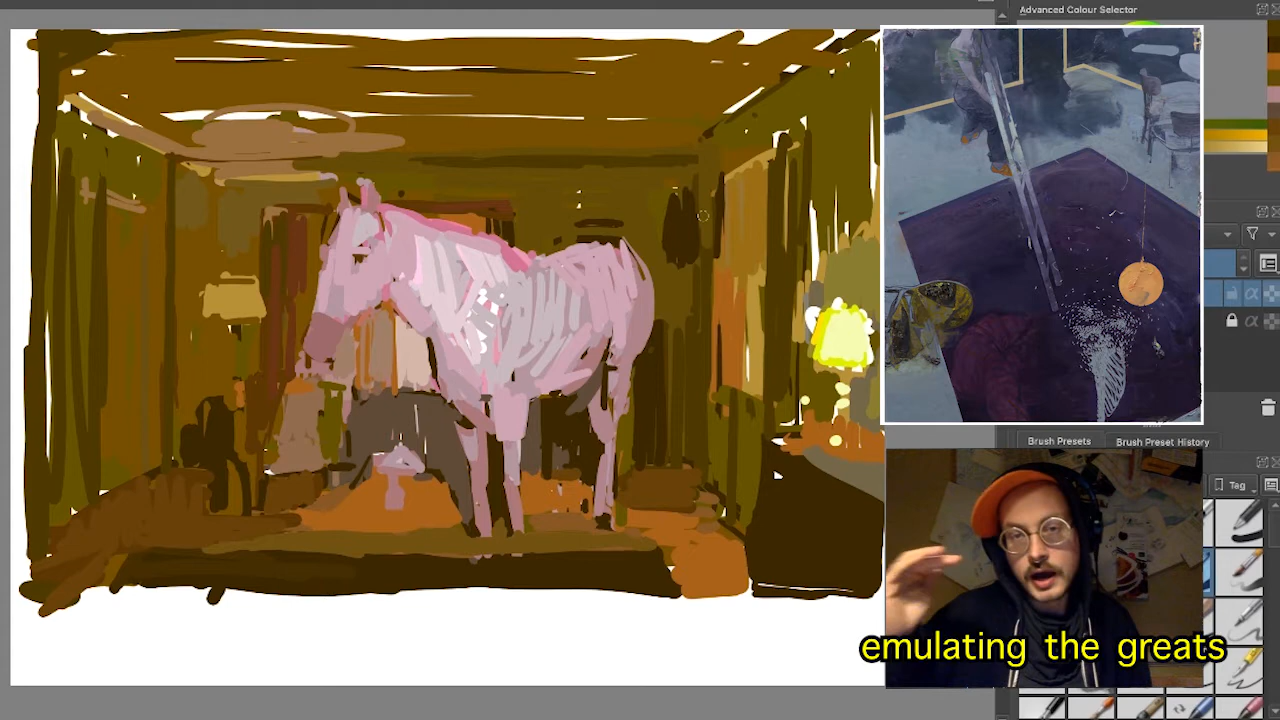 Advanced Colour Selector
Brush Presets
Brush Preset History
Tag
emulating the greats